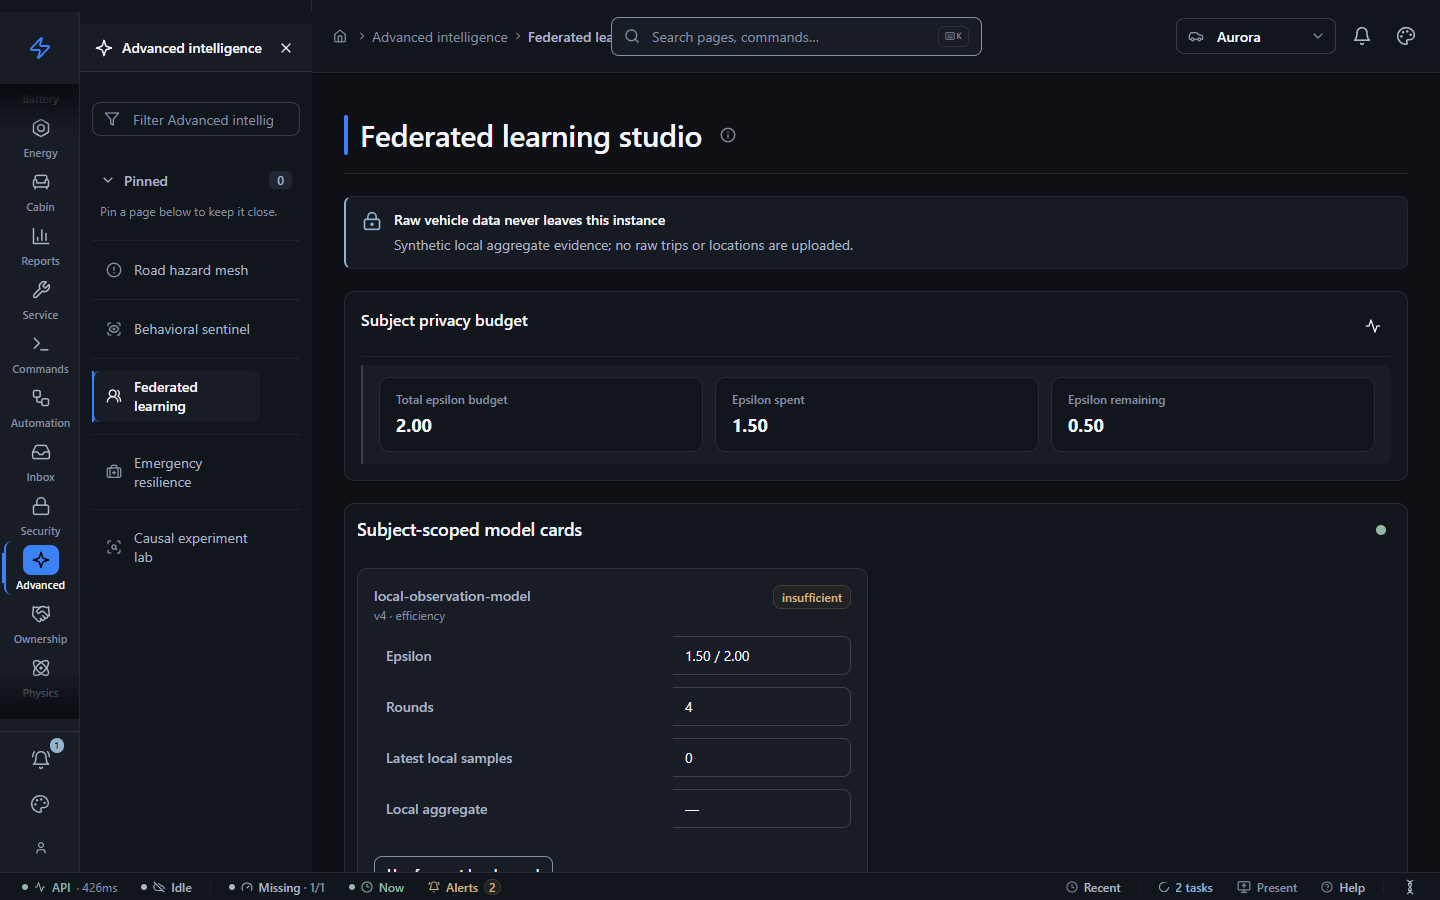 Advanced intelligence
Advanced intelligence
Federated lea
Search pages, commands...
K
Aurora
Battery
Energy
Cabin
Reports
Service
Commands
Automation
Inbox
Security
Advanced
Ownership
Physics
1
Filter Advanced intellig
Pinned
0
Pin a page below to keep it close.
Road hazard mesh
Behavioral sentinel
Federated
learning
Emergency
resilience
Causal experiment
lab
Federated learning studio
Raw vehicle data never leaves this instance
Synthetic local aggregate evidence; no raw trips or locations are uploaded.
Subject privacy budget
Total epsilon budget
2.00
Epsilon spent
1.50
Epsilon remaining
0.50
Subject-scoped model cards
local-observation-model
insufficient
v4 · efficiency
Epsilon
1.50 / 2.00
Rounds
4
Latest local samples
0
Local aggregate
—
API · 426ms
Idle
Missing · 1/1
Now
Alerts 2
Recent
2 tasks
Present
Help